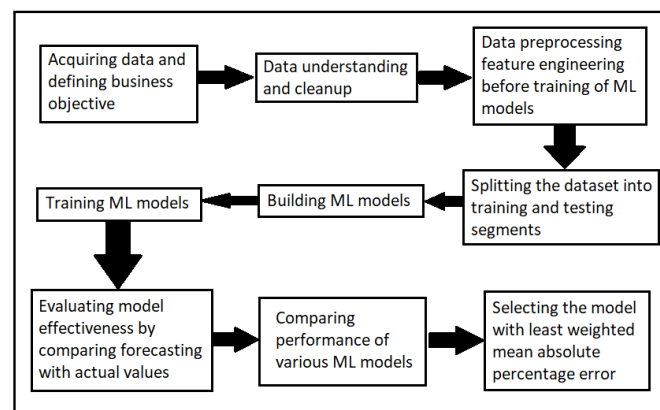 Acquiring data and
defining business
objective
Data understanding
and cleanup
Data preprocessing
feature engineering
before training of ML
models
Splitting the dataset into
training and testing
segments
Building ML models
Training ML models
Evaluating model
effectiveness by
comparing forecasting
with actual values
Comparing
performance of
various ML models
Selecting the model
with least weighted
mean absolute
percentage error